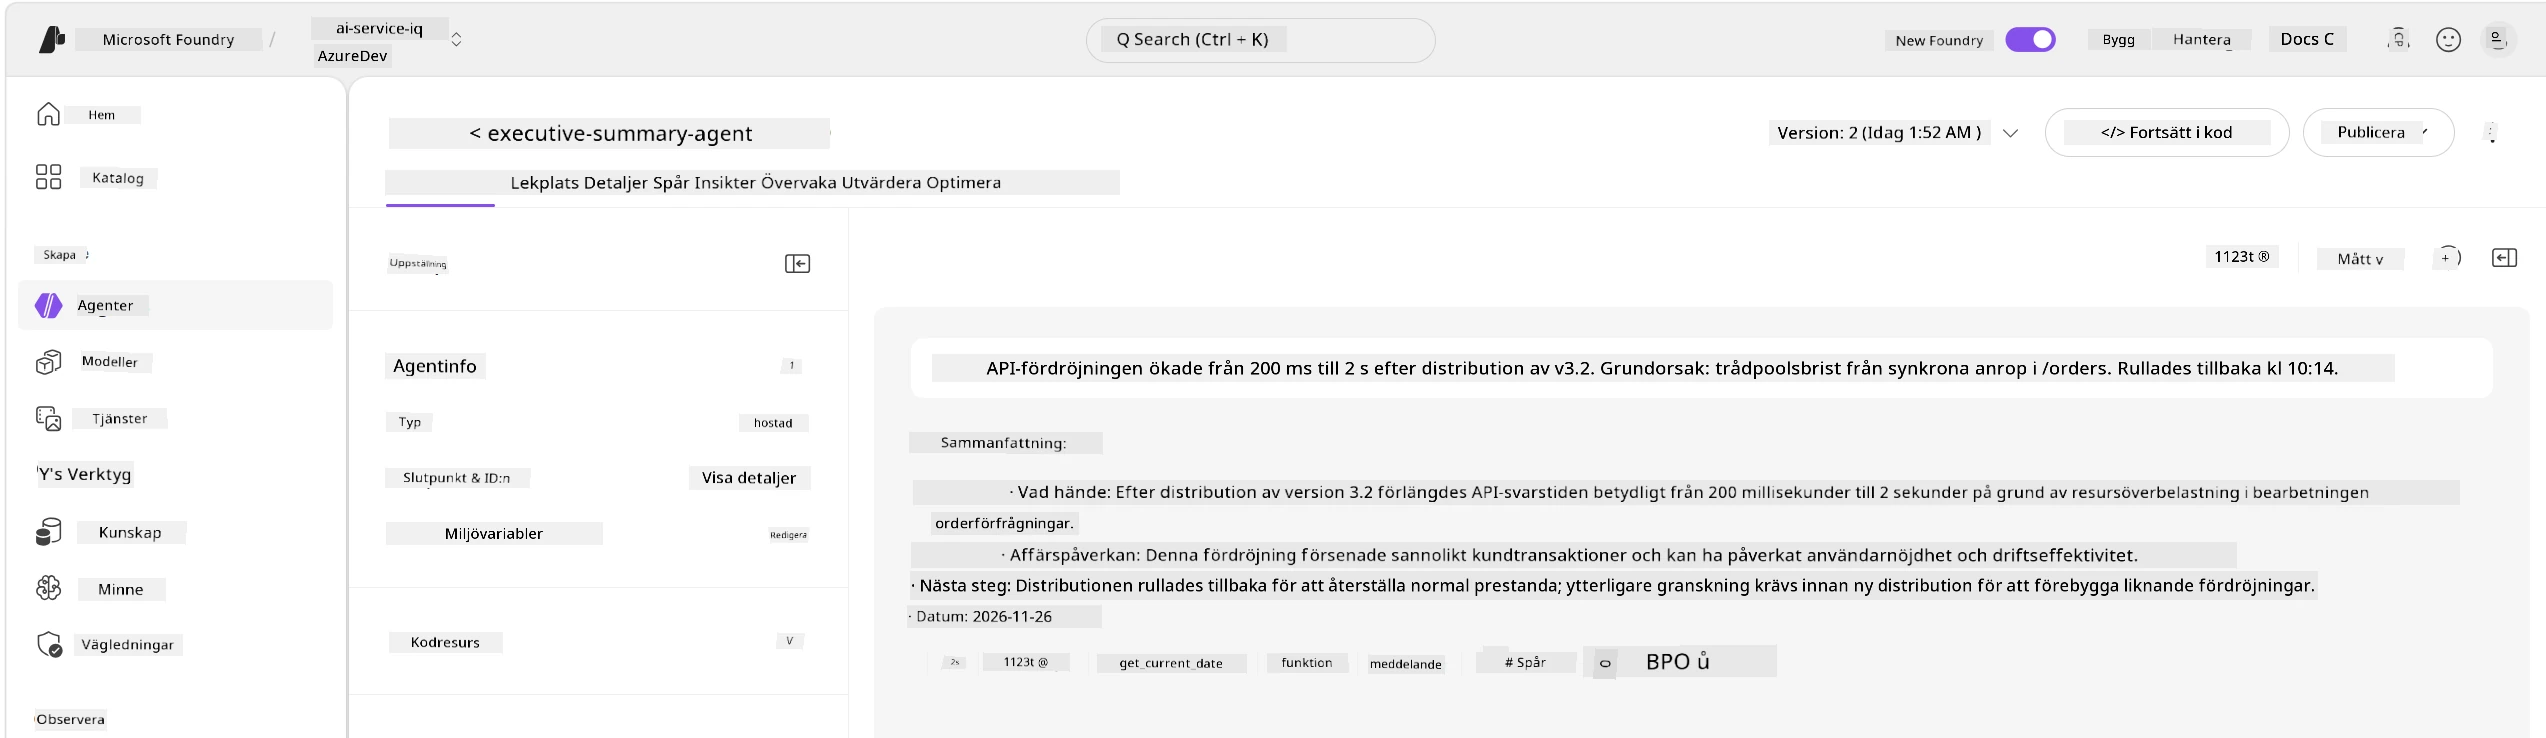 Microsoft Foundry /
ai-service-iq
AzureDev
Q Search (Ctrl + K)
New Foundry
Bygg
Hantera
Docs C
Hem
Katalog
Skapa
Agenter
Modeller
Tjänster
Y's Verktyg
Kunskap
Minne
Vägledningar
Observera
< executive-summary-agent
Version: 2 (Idag 1:52 AM )
</> Fortsätt i kod
Publicera
Lekplats Detaljer Spår Insikter Övervaka Utvärdera Optimera
Uppställning
Agentinfo
1
Typ
hostad
Slutpunkt & ID:n
Visa detaljer
Miljövariabler
Redigera
Kodresurs
V
1123t ®
Mått v
+
API-fördröjningen ökade från 200 ms till 2 s efter distribution av v3.2. Grundorsak: trådpoolsbrist från synkrona anrop i /orders. Rullades tillbaka kl 10:14.
Sammanfattning:
· Vad hände: Efter distribution av version 3.2 förlängdes API-svarstiden betydligt från 200 millisekunder till 2 sekunder på grund av resursöverbelastning i bearbetningen
orderförfrågningar.
· Affärspåverkan: Denna fördröjning försenade sannolikt kundtransaktioner och kan ha påverkat användarnöjdhet och driftseffektivitet.
· Nästa steg: Distributionen rullades tillbaka för att återställa normal prestanda; ytterligare granskning krävs innan ny distribution för att förebygga liknande fördröjningar.
· Datum: 2026-11-26
2s
1123t @
get_current_date
funktion
meddelande
# Spår
BPO ů